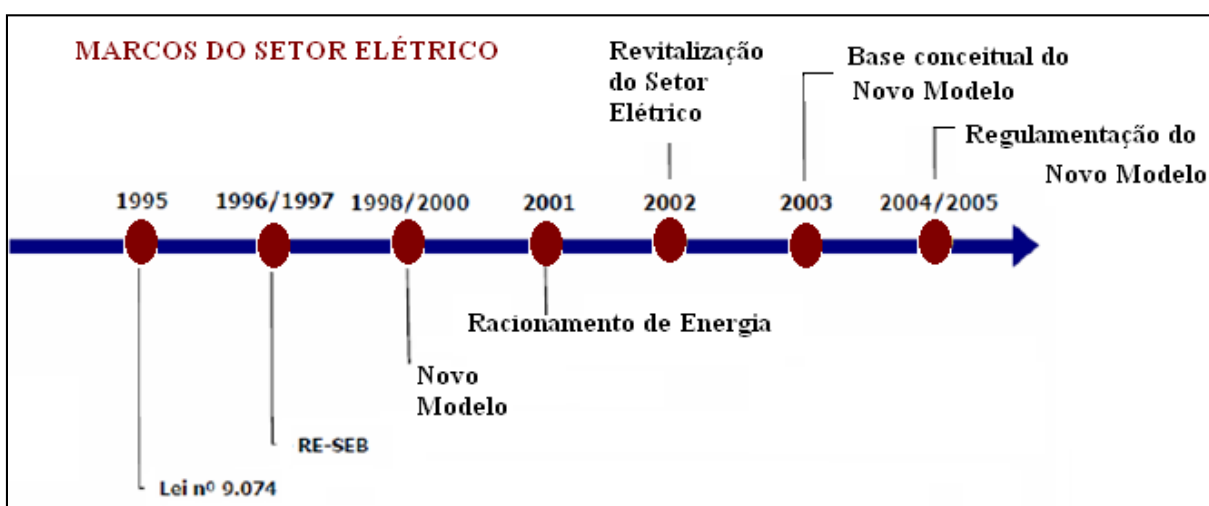 MARCOS DO SETOR ELÉTRICO
Revitalização
do Setor
Elétrico
Base conceitual do
Novo Modelo
Regulamentação do
Novo Modelo
1995
1996/1997
1998/2000
2001
2002
2003
2004/2005
Racionamento de Energia
Novo
Modelo
RE-SEB
Lei nº 9.074